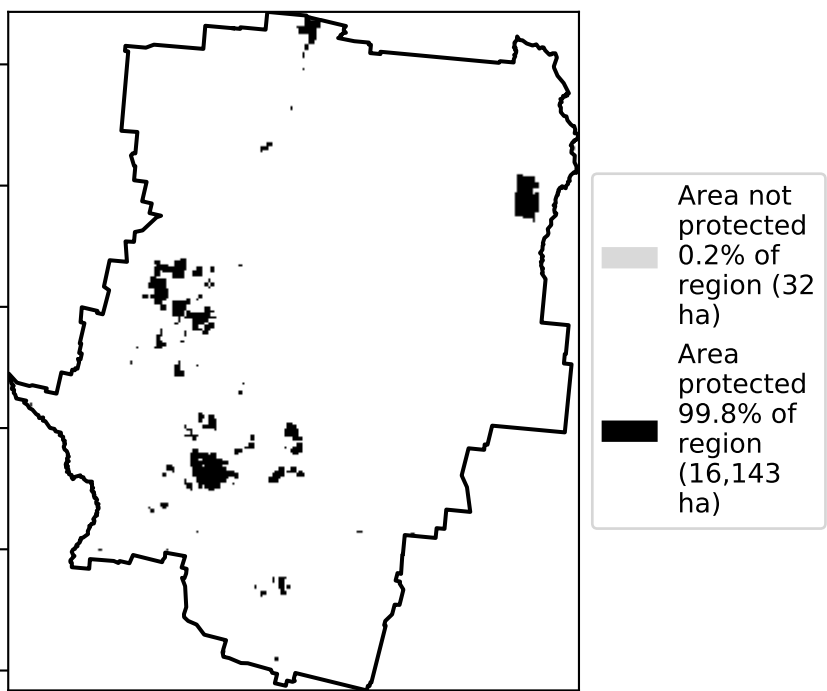 Area not
protected
0.2% of
region (32
ha)
Area
protected
99.8% of
region
(16,143
ha)